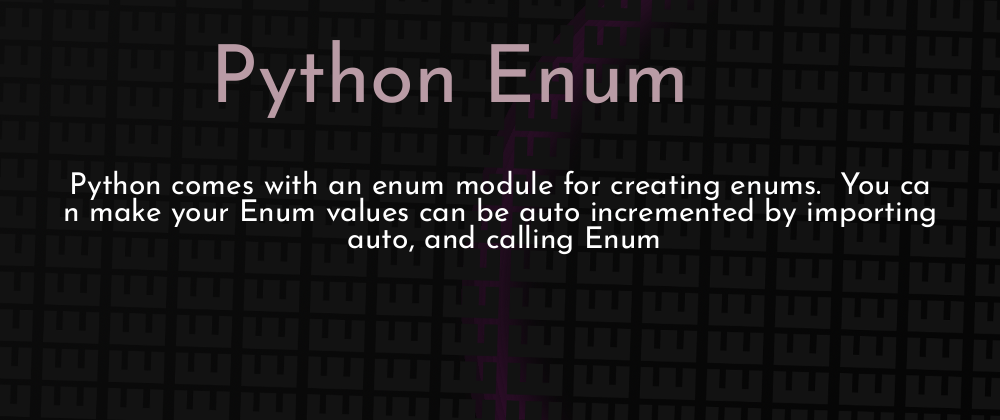 Python Enum
Python comes with an enum module for creating enums.  You ca
n make your Enum values can be auto incremented by importing
auto, and calling Enum